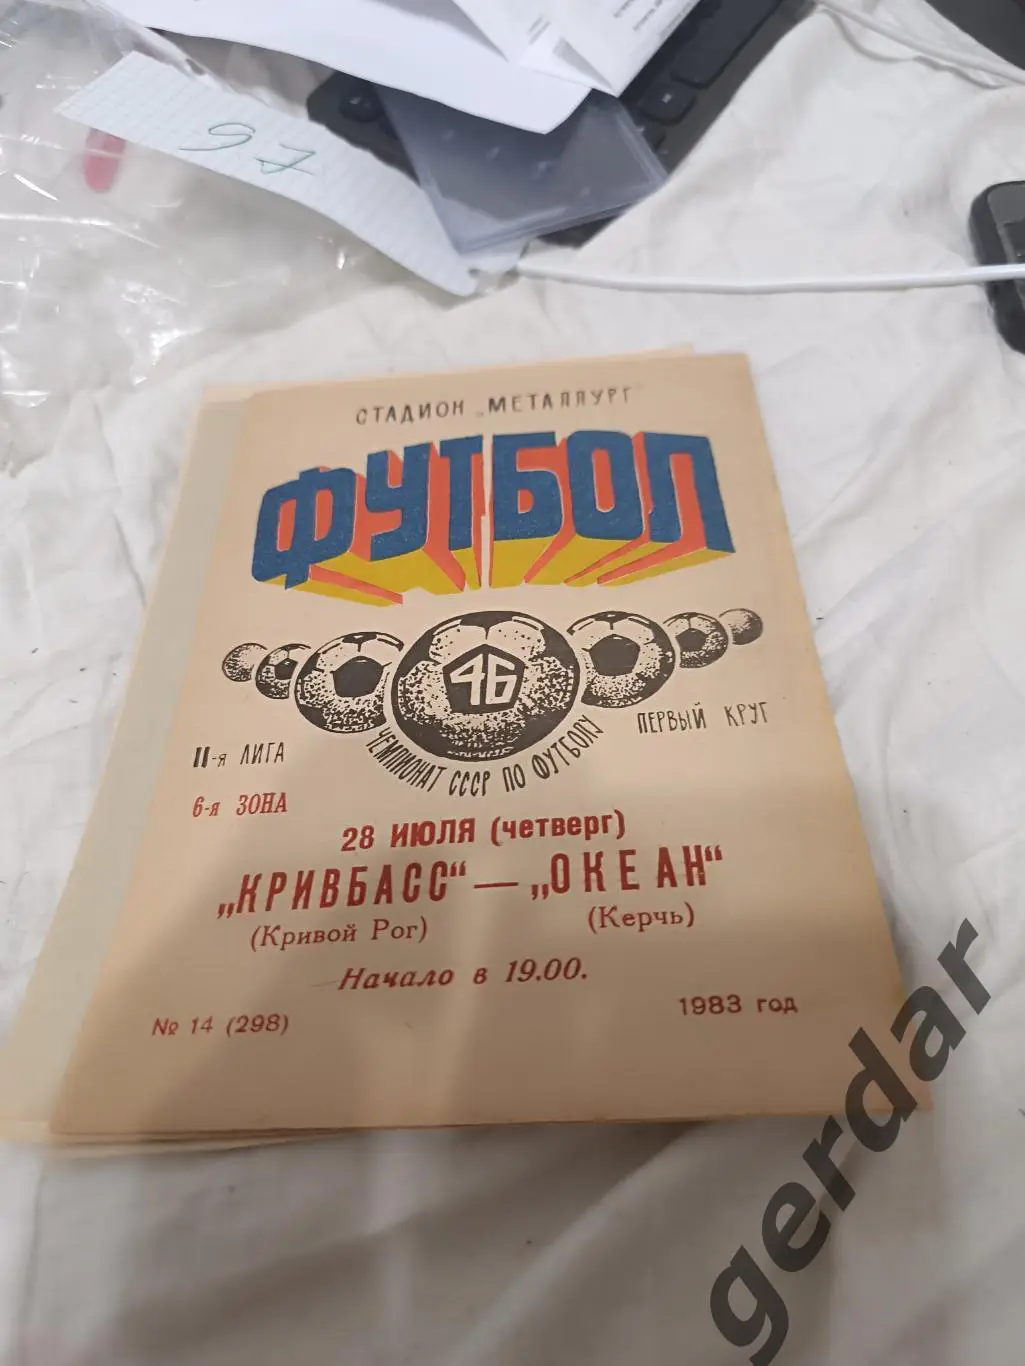 76
СТАДИОН „МЕТАЛЛУРГ"
ФУТБОЛ
46
ЧЕМПИОНАТ СССР ПО ФУТБОЛУ
II-я ЛИГА
ПЕРВЫЙ КРУГ
6-я ЗОНА
28 ИЮЛЯ (четверг)
„КРИВБАСС" — „ОКЕАН"
(Кривой Рог) (Керчь)
Начало в 19.00.
№ 14 (298)
1983 год
gerdar